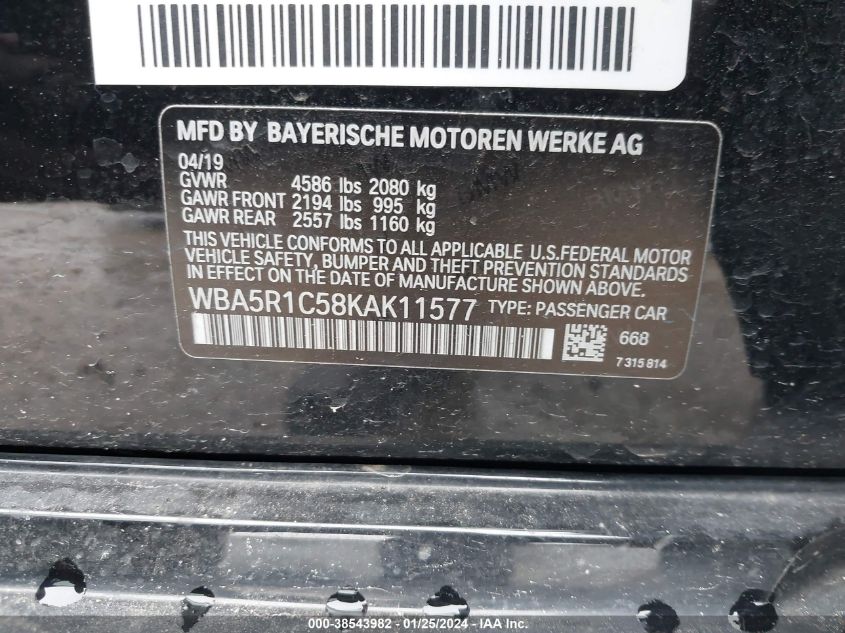 MFD BY BAYERISCHE MOTOREN WERKE AG
04/19
GVWR 4586 lbs 2080 kg
GAWR FRONT 2194 lbs 995 kg
GAWR REAR 2557 lbs 1160 kg
THIS VEHICLE CONFORMS TO ALL APPLICABLE U.S.FEDERAL MOTOR
VEHICLE SAFETY, BUMPER AND THEFT PREVENTION STANDARDS
IN EFFECT ON THE DATE OF MANUFACTURE SHOWN ABOVE.
WBA5R1C58KAK11577 TYPE: PASSENGER CAR
668
7 315 814
000-38543982 - 01/25/2024 - IAA Inc.